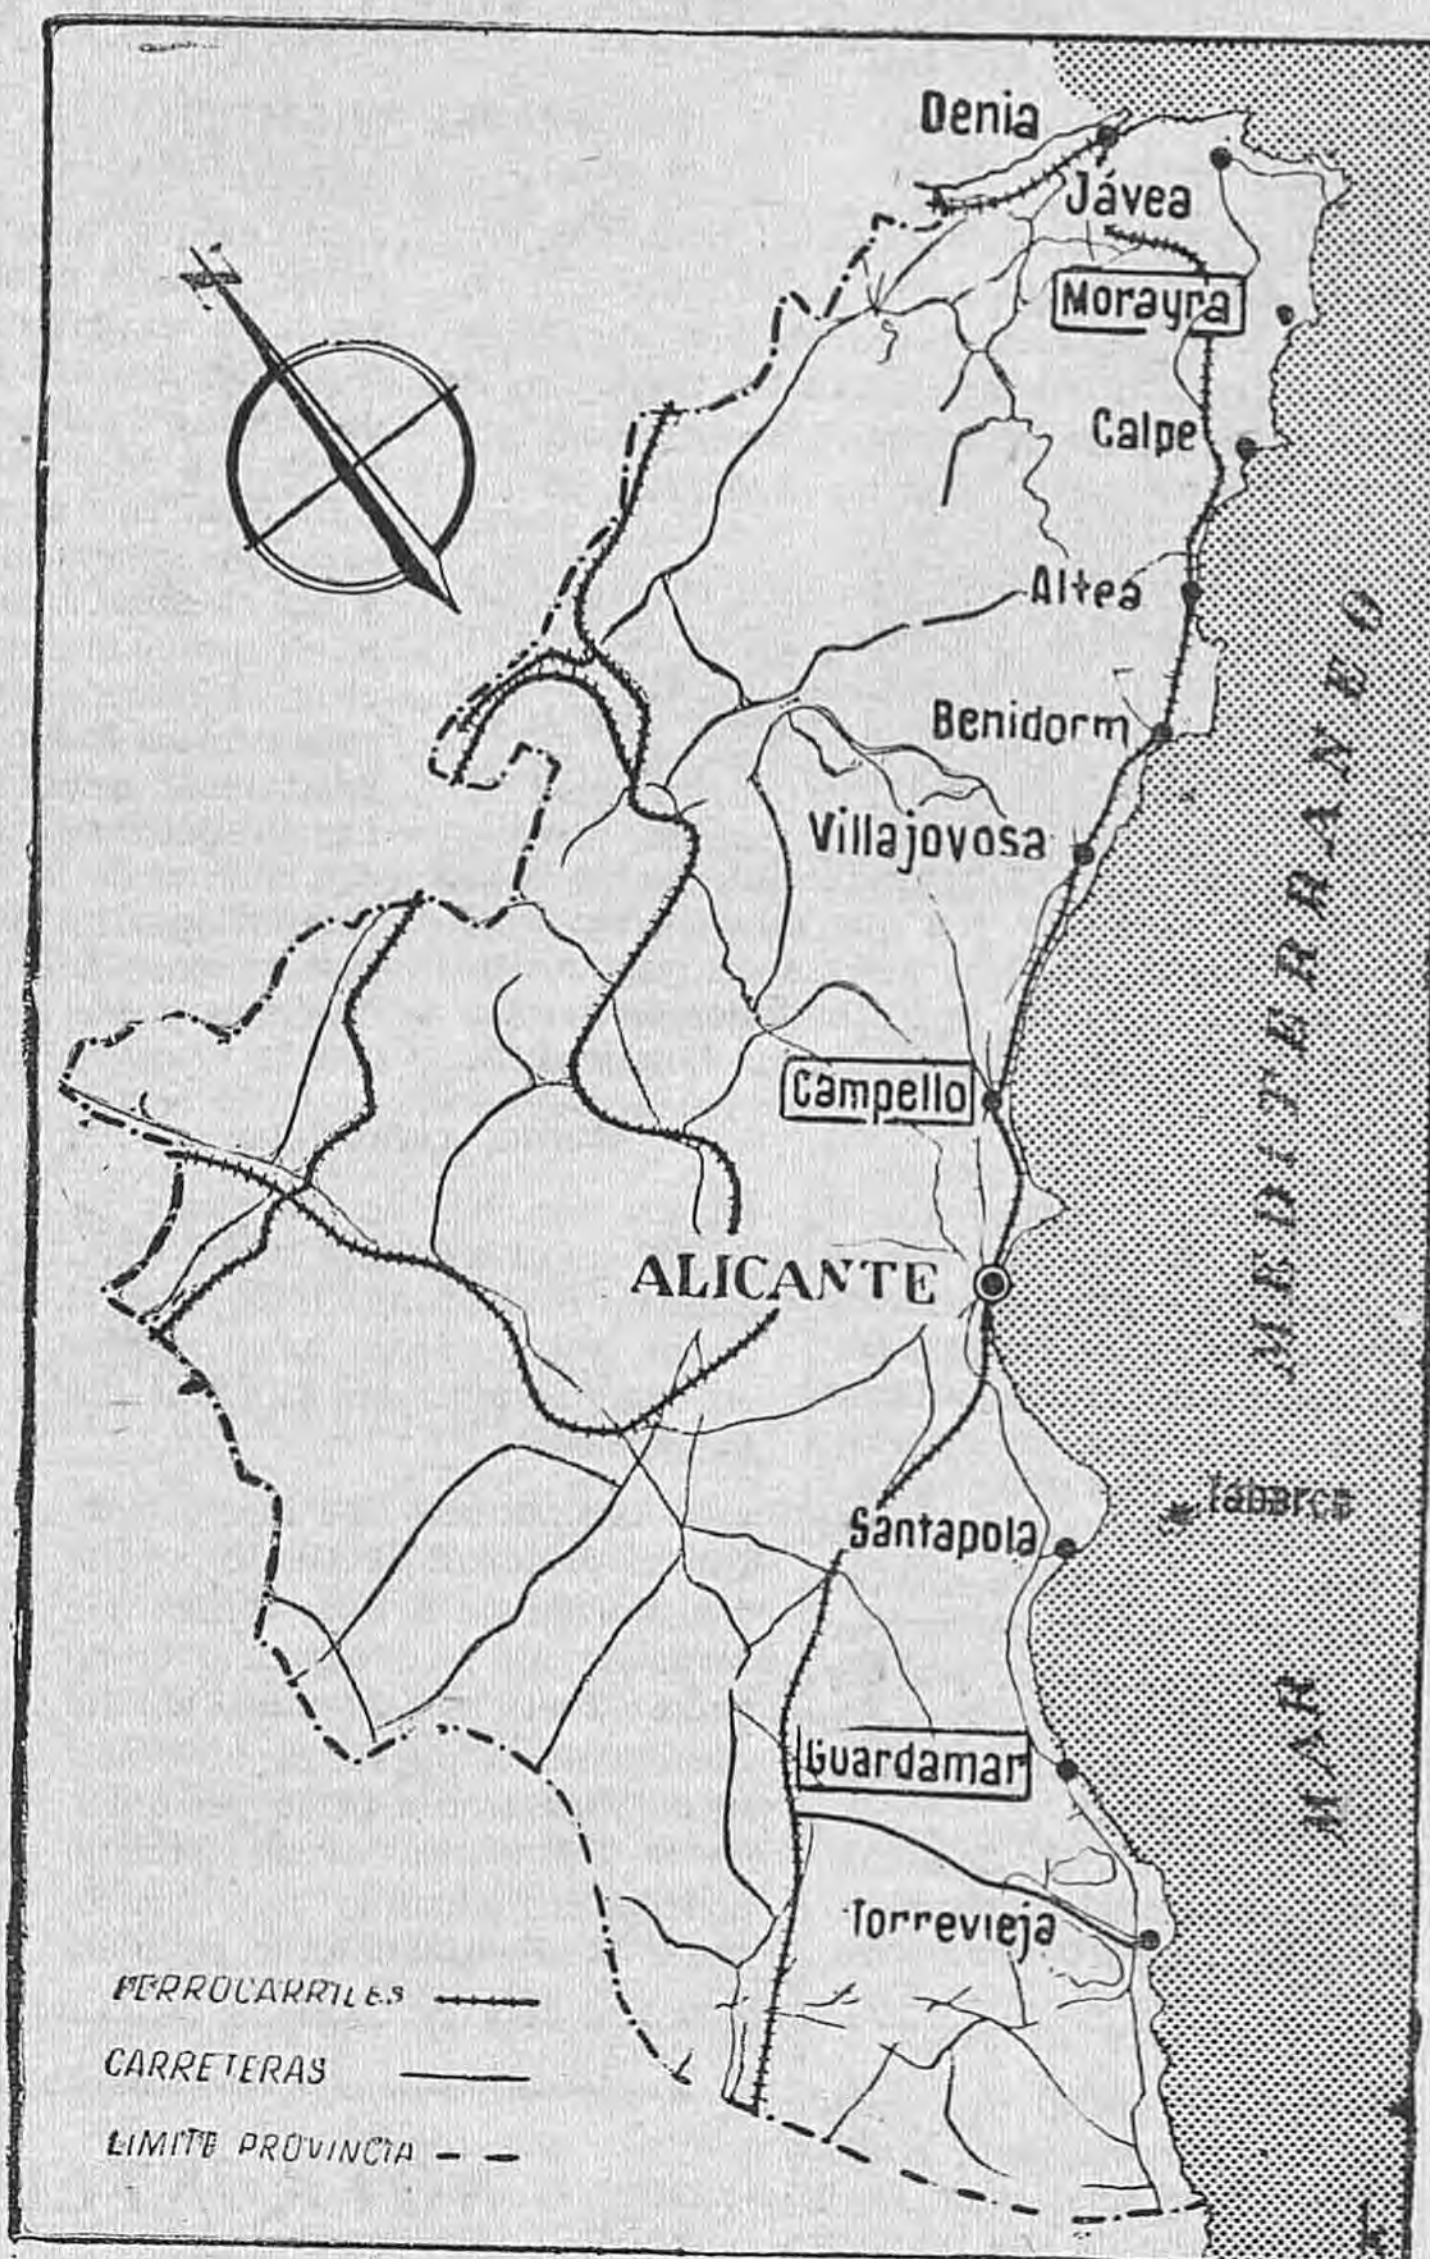 Denia
Jávea
Morayra
Calpe
Altea
Benidorm
Villajoyosa
Campello
ALICANTE
Santapola
Tabarca
Guardamar
Torrevieja
MAR MEDITERRANEO
FERROCARRILES
CARRETERAS
LIMITE PROVINCIA
N